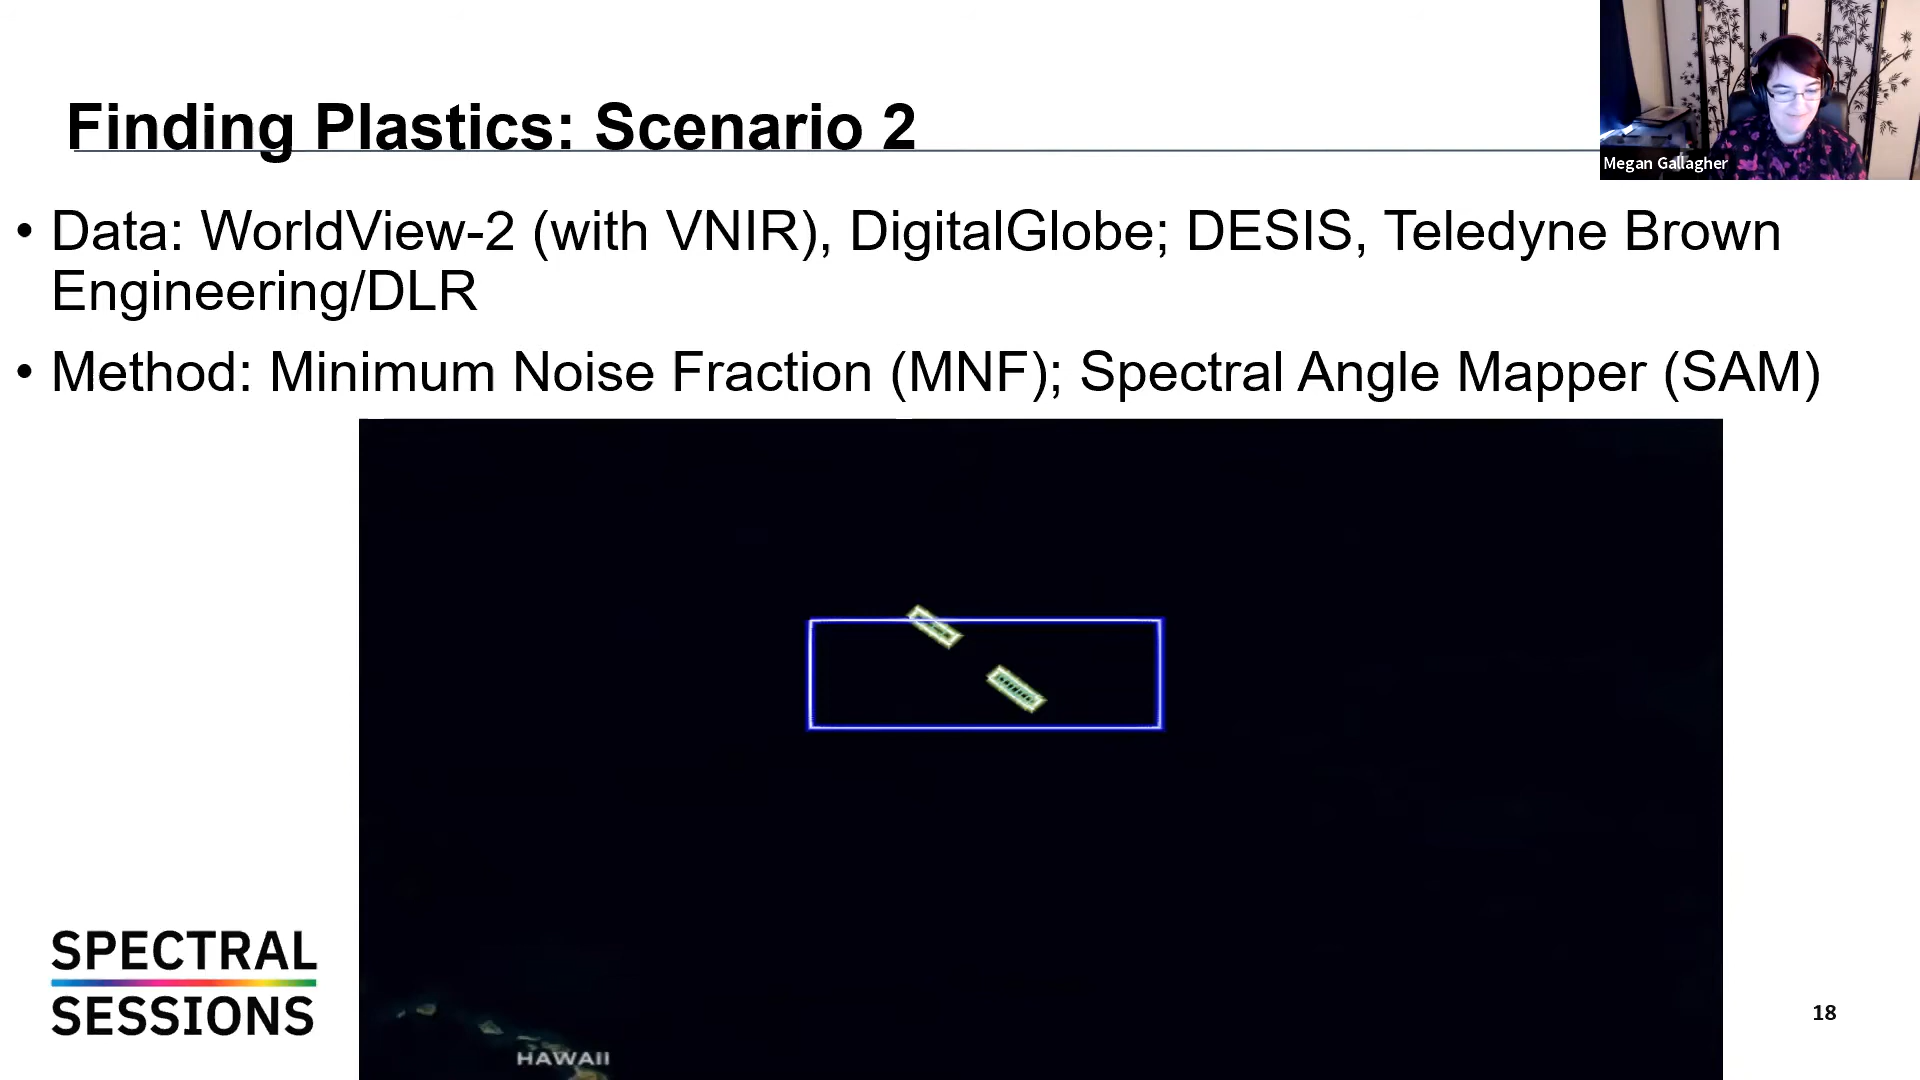 Finding Plastics: Scenario 2
Megan Gallagher
• Data: WorldView-2 (with VNIR), DigitalGlobe; DESIS, Teledyne Brown
Engineering/DLR
• Method: Minimum Noise Fraction (MNF); Spectral Angle Mapper (SAM)
SPECTRAL
SESSIONS
HAWAII
18